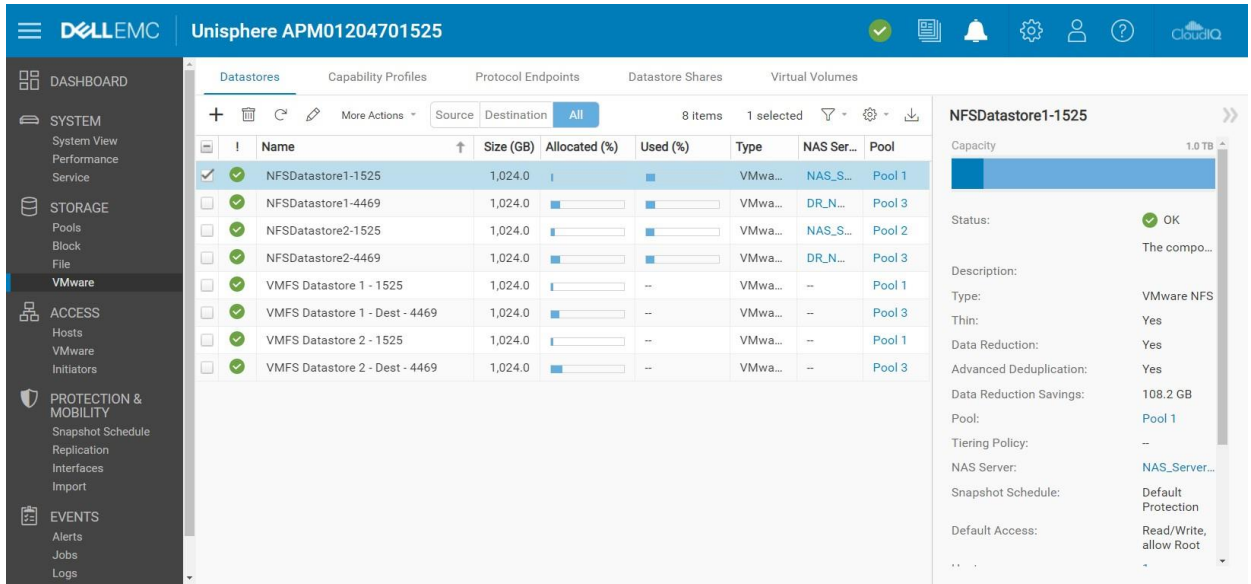 DELLEMC Unisphere APM01204701525 CloudIQ
DASHBOARD
SYSTEM
System View
Performance
Service
STORAGE
Pools
Block
File
VMware
ACCESS
Hosts
VMware
Initiators
PROTECTION &
MOBILITY
Snapshot Schedule
Replication
Interfaces
Import
EVENTS
Alerts
Jobs
Logs
Datastores Capability Profiles Protocol Endpoints Datastore Shares Virtual Volumes
More Actions Source Destination All 8 items 1 selected
! Name Size (GB) Allocated (%) Used (%) Type NAS Ser... Pool
NFSDatastore1-1525 1,024.0 VMwa... NAS_S... Pool 1
NFSDatastore1-4469 1,024.0 VMwa... DR_N... Pool 3
NFSDatastore2-1525 1,024.0 VMwa... NAS_S... Pool 2
NFSDatastore2-4469 1,024.0 VMwa... DR_N... Pool 3
VMFS Datastore 1 - 1525 1,024.0 -- VMwa... -- Pool 1
VMFS Datastore 1 - Dest - 4469 1,024.0 -- VMwa... -- Pool 3
VMFS Datastore 2 - 1525 1,024.0 -- VMwa... -- Pool 1
VMFS Datastore 2 - Dest - 4469 1,024.0 -- VMwa... -- Pool 3
NFSDatastore1-1525
Capacity 1.0 TB
Status: OK
The compo...
Description:
Type: VMware NFS
Thin: Yes
Data Reduction: Yes
Advanced Deduplication: Yes
Data Reduction Savings: 108.2 GB
Pool: Pool 1
Tiering Policy: --
NAS Server: NAS_Server...
Snapshot Schedule: Default
Protection
Default Access: Read/Write,
allow Root